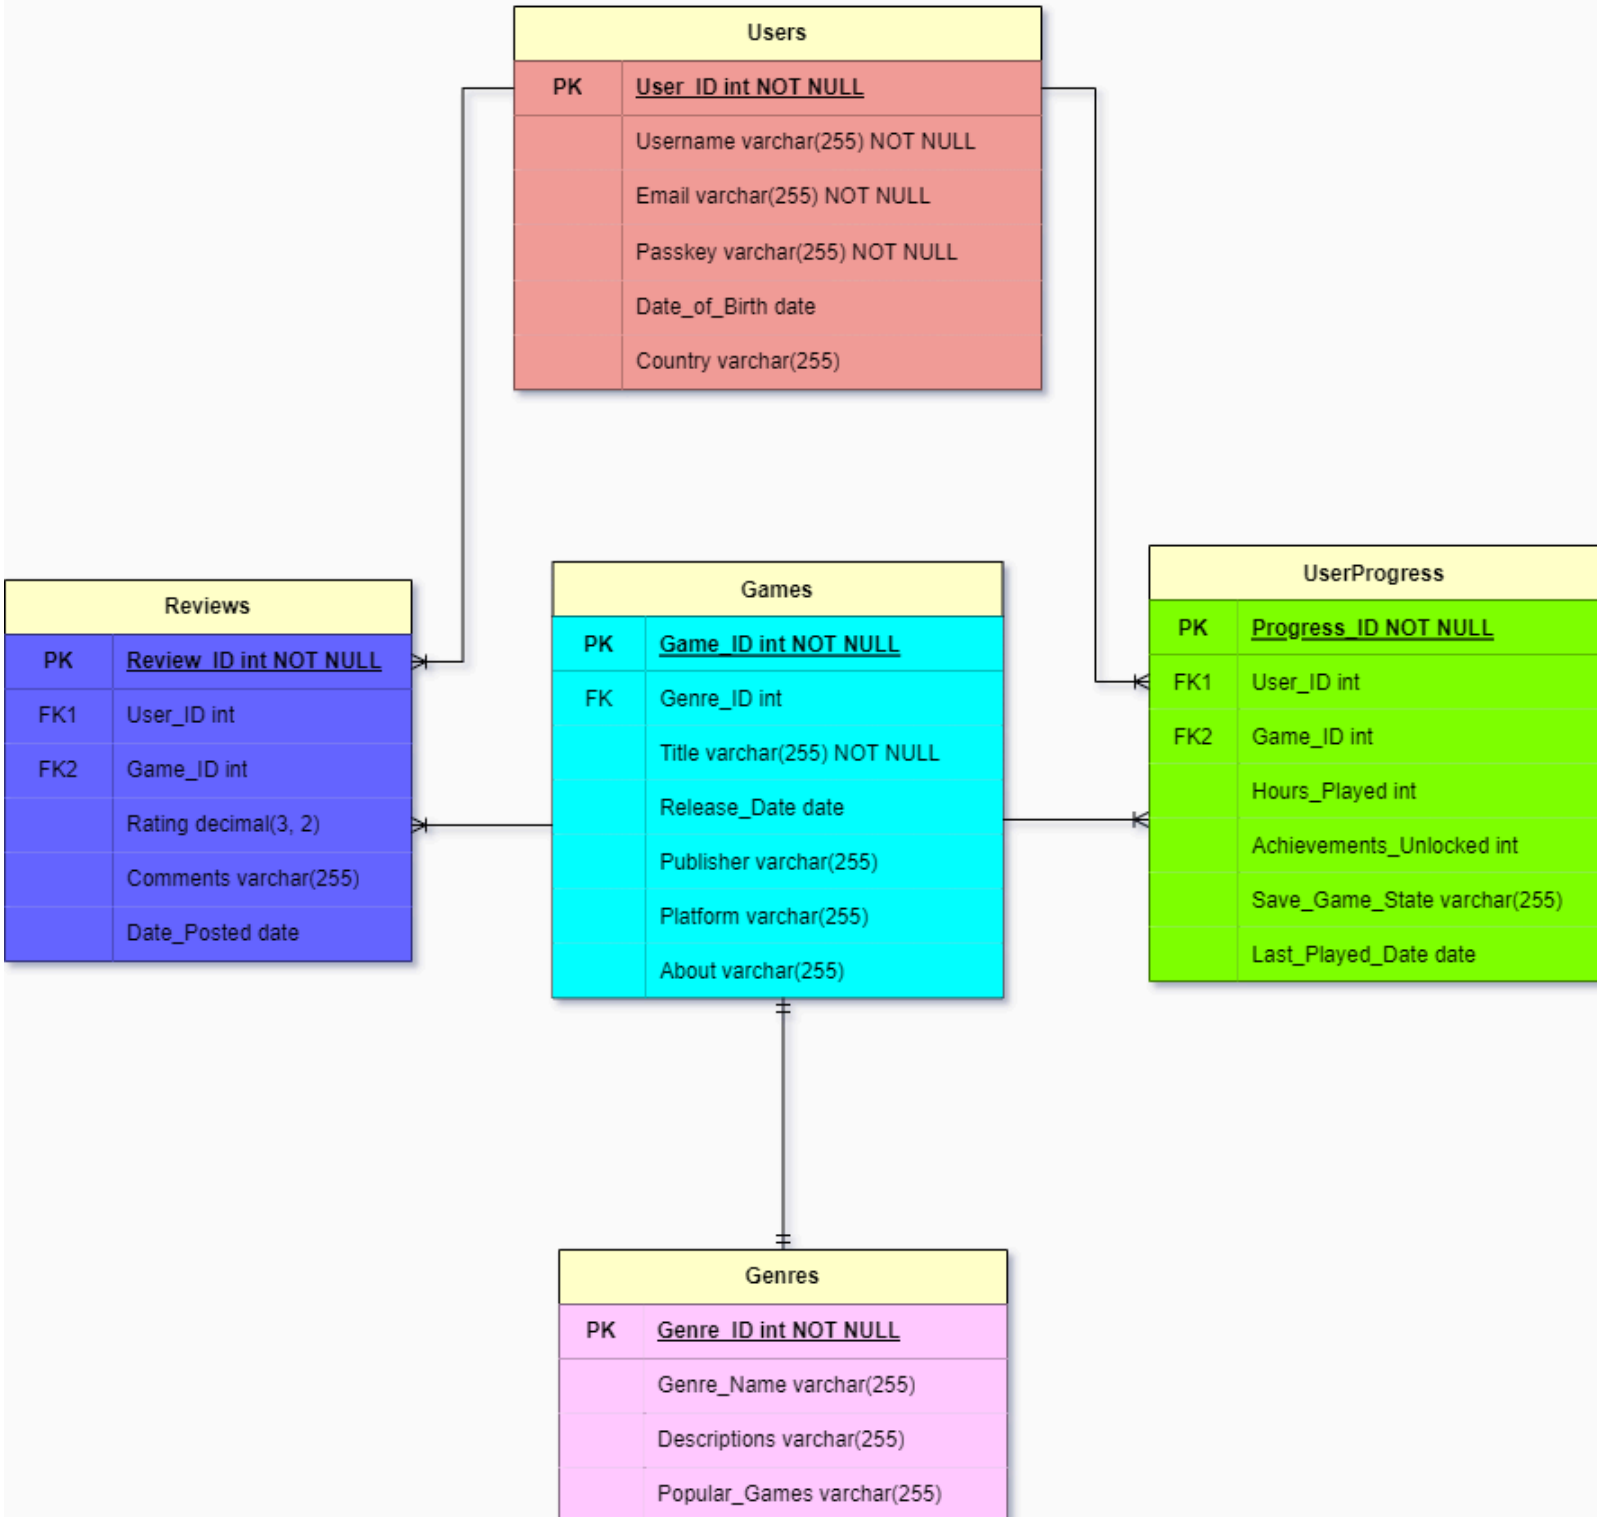 Users
PK User_ID int NOT NULL
Username varchar(255) NOT NULL
Email varchar(255) NOT NULL
Passkey varchar(255) NOT NULL
Date_of_Birth date
Country varchar(255)
Reviews
PK Review_ID int NOT NULL
FK1 User_ID int
FK2 Game_ID int
Rating decimal(3, 2)
Comments varchar(255)
Date_Posted date
Games
PK Game_ID int NOT NULL
FK Genre_ID int
Title varchar(255) NOT NULL
Release_Date date
Publisher varchar(255)
Platform varchar(255)
About varchar(255)
UserProgress
PK Progress_ID NOT NULL
FK1 User_ID int
FK2 Game_ID int
Hours_Played int
Achievements_Unlocked int
Save_Game_State varchar(255)
Last_Played_Date date
Genres
PK Genre_ID int NOT NULL
Genre_Name varchar(255)
Descriptions varchar(255)
Popular_Games varchar(255)